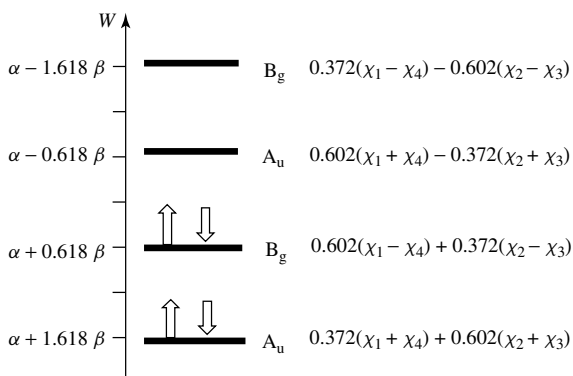 W
α − 1.618 β B_g 0.372(χ₁ − χ₄) − 0.602(χ₂ − χ₃)
α − 0.618 β A_u 0.602(χ₁ + χ₄) − 0.372(χ₂ + χ₃)
α + 0.618 β B_g 0.602(χ₁ − χ₄) + 0.372(χ₂ − χ₃)
α + 1.618 β A_u 0.372(χ₁ + χ₄) + 0.602(χ₂ + χ₃)